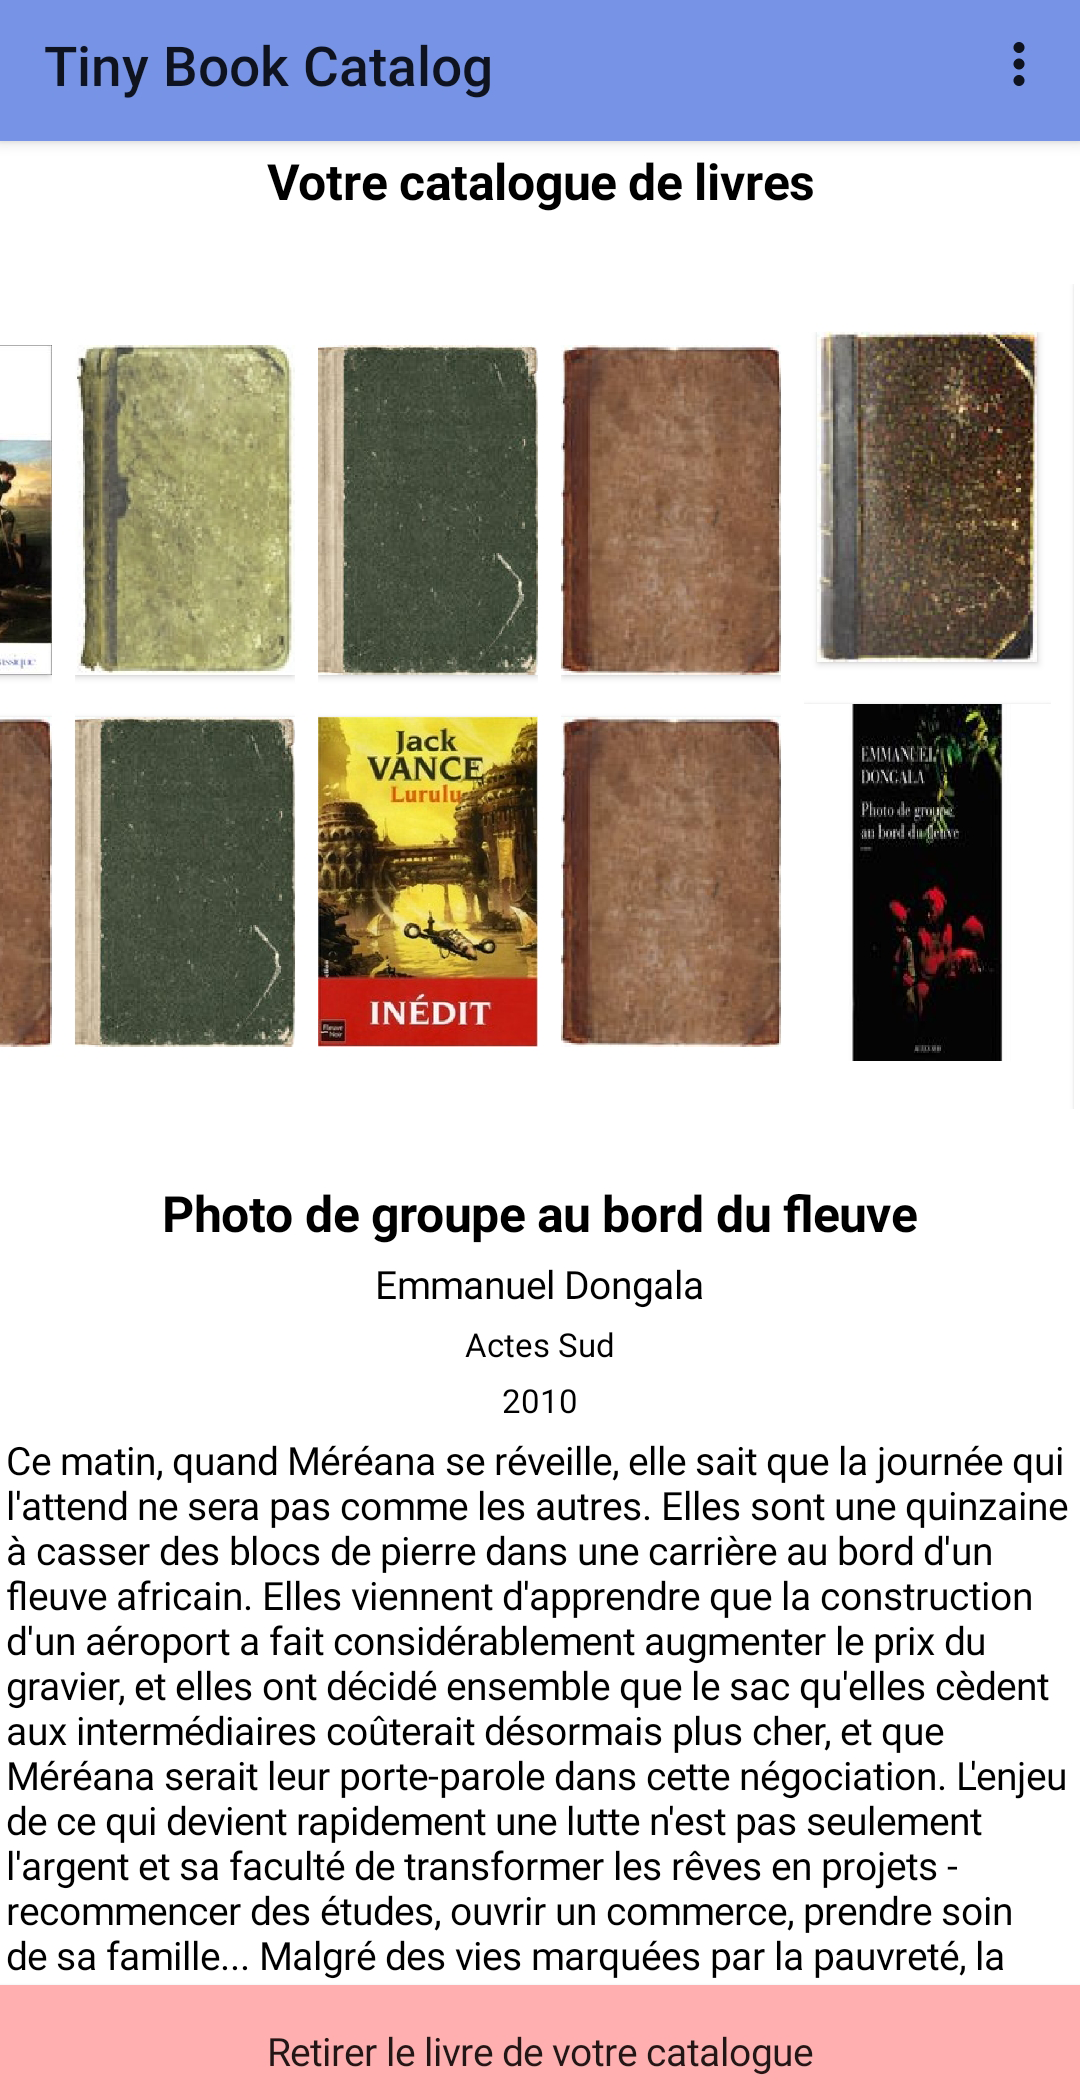 Tiny Book Catalog
Votre catalogue de livres
Jack
VANCE
Lurulu
INÉDIT
Fleuve
Noir
EMMANUEL
DONGALA
Photo de groupe
au bord du fleuve
Photo de groupe au bord du fleuve
Emmanuel Dongala
Actes Sud
2010
Ce matin, quand Méréana se réveille, elle sait que la journée qui
l'attend ne sera pas comme les autres. Elles sont une quinzaine
à casser des blocs de pierre dans une carrière au bord d'un
fleuve africain. Elles viennent d'apprendre que la construction
d'un aéroport a fait considérablement augmenter le prix du
gravier, et elles ont décidé ensemble que le sac qu'elles cèdent
aux intermédiaires coûterait désormais plus cher, et que
Méréana serait leur porte-parole dans cette négociation. L'enjeu
de ce qui devient rapidement une lutte n'est pas seulement
l'argent et sa faculté de transformer les rêves en projets -
recommencer des études, ouvrir un commerce, prendre soin
de sa famille... Malgré des vies marquées par la pauvreté, la
Retirer le livre de votre catalogue